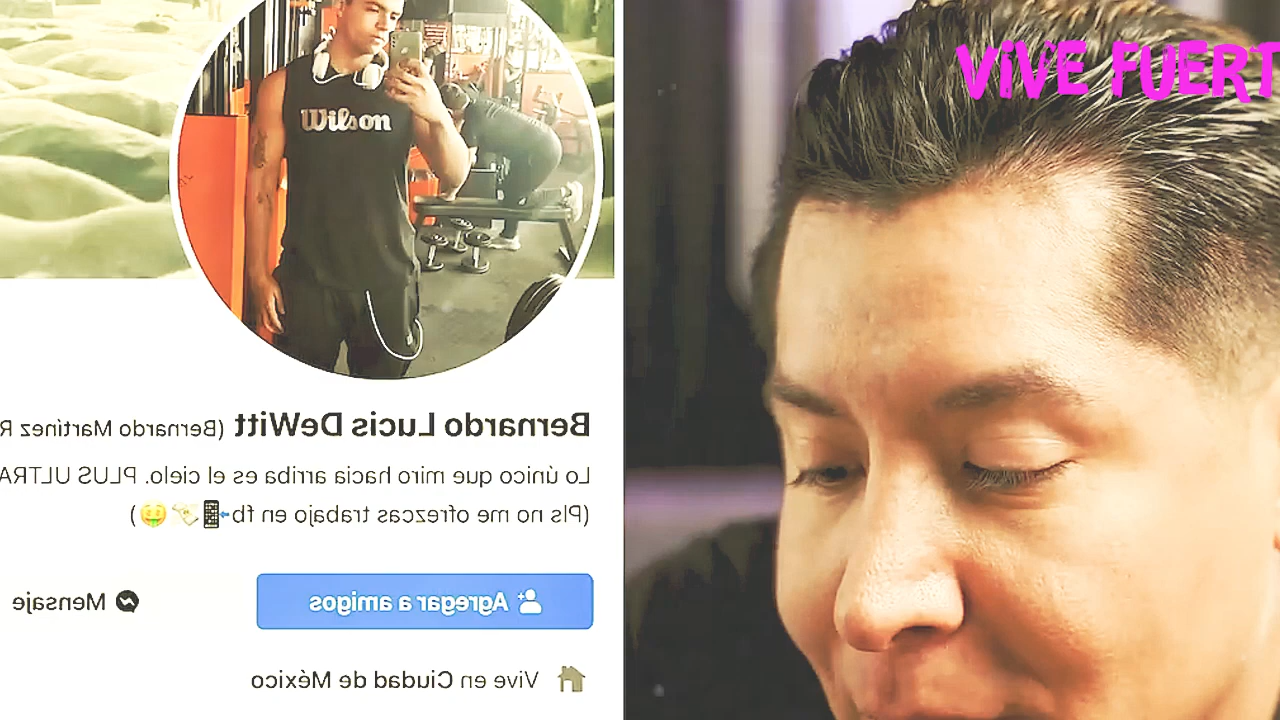 VIVE FUERT
Wilson
Bernardo Lucis DeWitt (Bernardo Martínez R
Lo único que miro hacia arriba es el cielo. PLUS ULTRA
(Pls no me ofrezcas trabajo en fb📲💸🤑)
Agregar a amigos
Mensaje
Vive en Ciudad de México